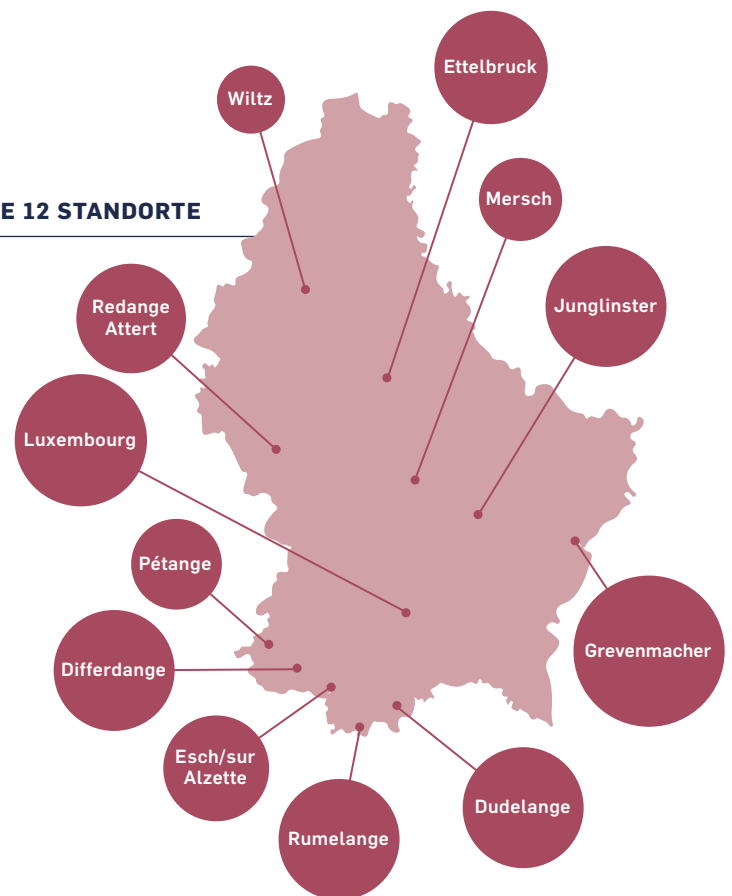 Ettelbruck
Wiltz
Mersch
E 12 STANDORTE
Redange
Attert
Junglinster
Luxembourg
Pétange
Grevenmacher
Differdange
Esch/sur
Alzette
Dudelange
Rumelange